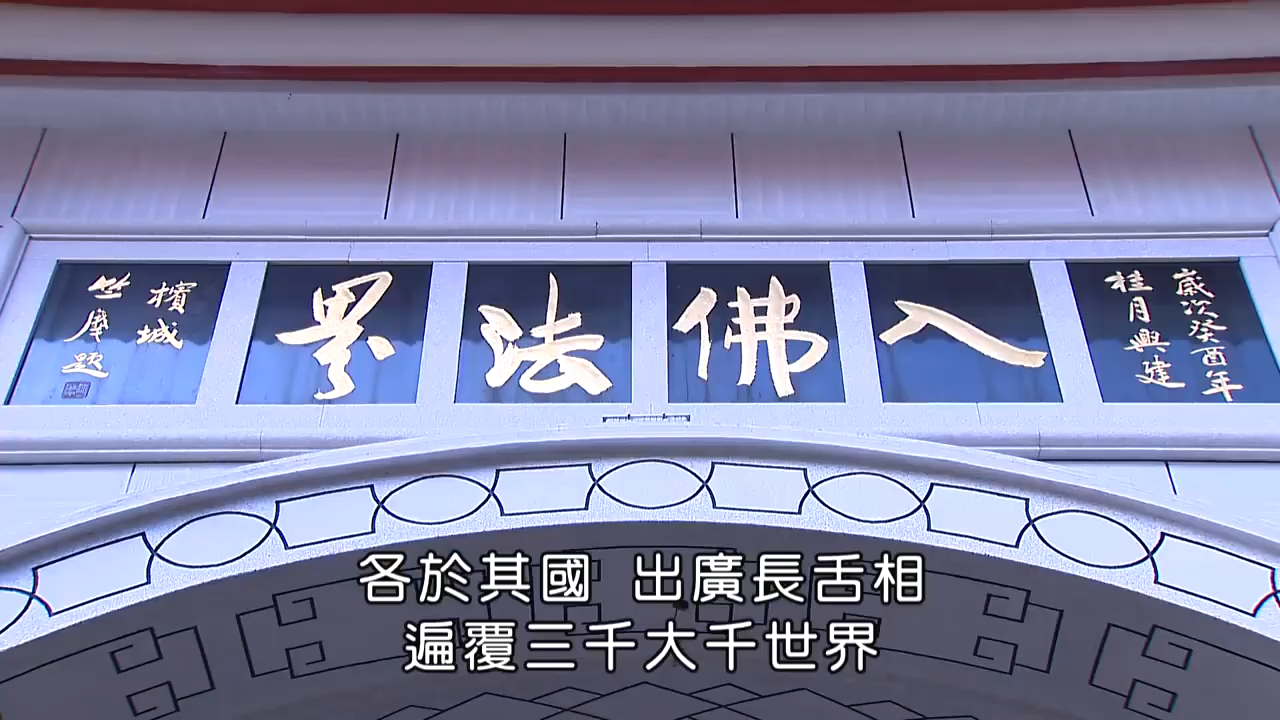 歲次癸酉年
桂月興建
入佛法界
檳城
竺摩題
各於其國 出廣長舌相
遍覆三千大千世界